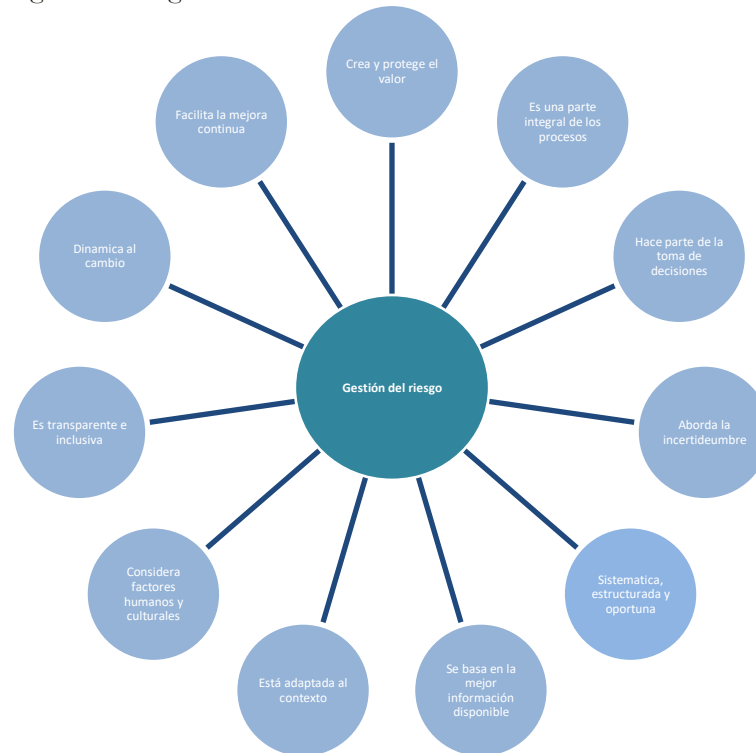 Crea y protege el
valor
Es una parte
integral de los
procesos
Hace parte de la
toma de
decisiones
Aborda la
incertideumbre
Sistematica,
estructurada y
oportuna
Se basa en la
mejor
información
disponible
Está adaptada al
contexto
Considera
factores
humanos y
culturales
Es transparente e
inclusiva
Dinamica al
cambio
Facilita la mejora
continua
Gestión del riesgo